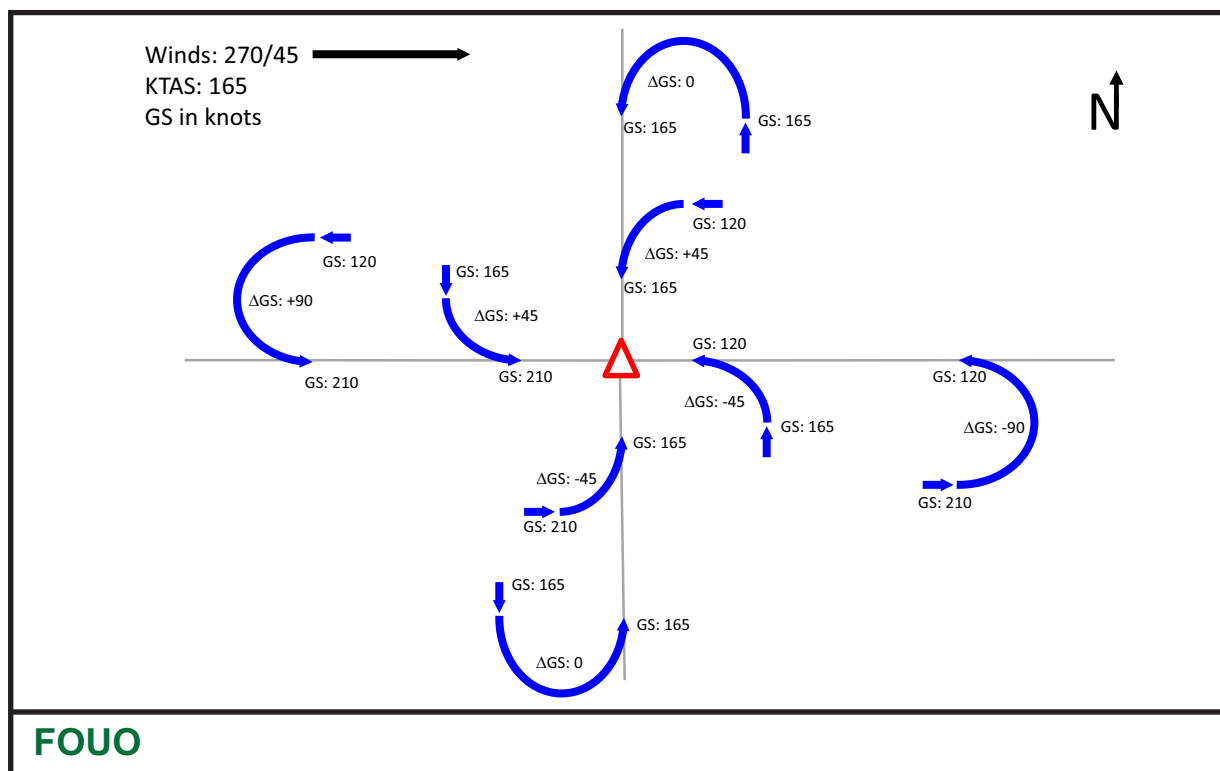 Winds: 270/45
KTAS: 165
GS in knots
ΔGS: 0
GS: 165
GS: 165
N
GS: 120
ΔGS: +45
GS: 165
GS: 120
ΔGS: +90
GS: 210
GS: 165
ΔGS: +45
GS: 210
GS: 120
ΔGS: -45
GS: 165
GS: 120
ΔGS: -90
GS: 210
GS: 165
ΔGS: -45
GS: 210
GS: 165
GS: 165
ΔGS: 0
FOUO